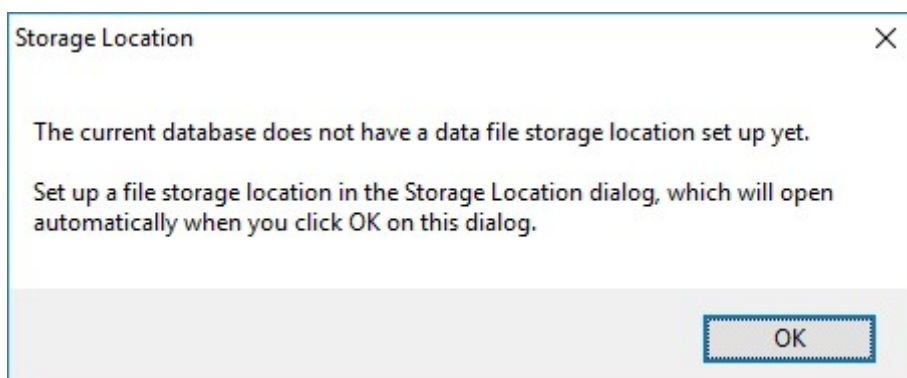 Storage Location
The current database does not have a data file storage location set up yet.
Set up a file storage location in the Storage Location dialog, which will open
automatically when you click OK on this dialog.
OK